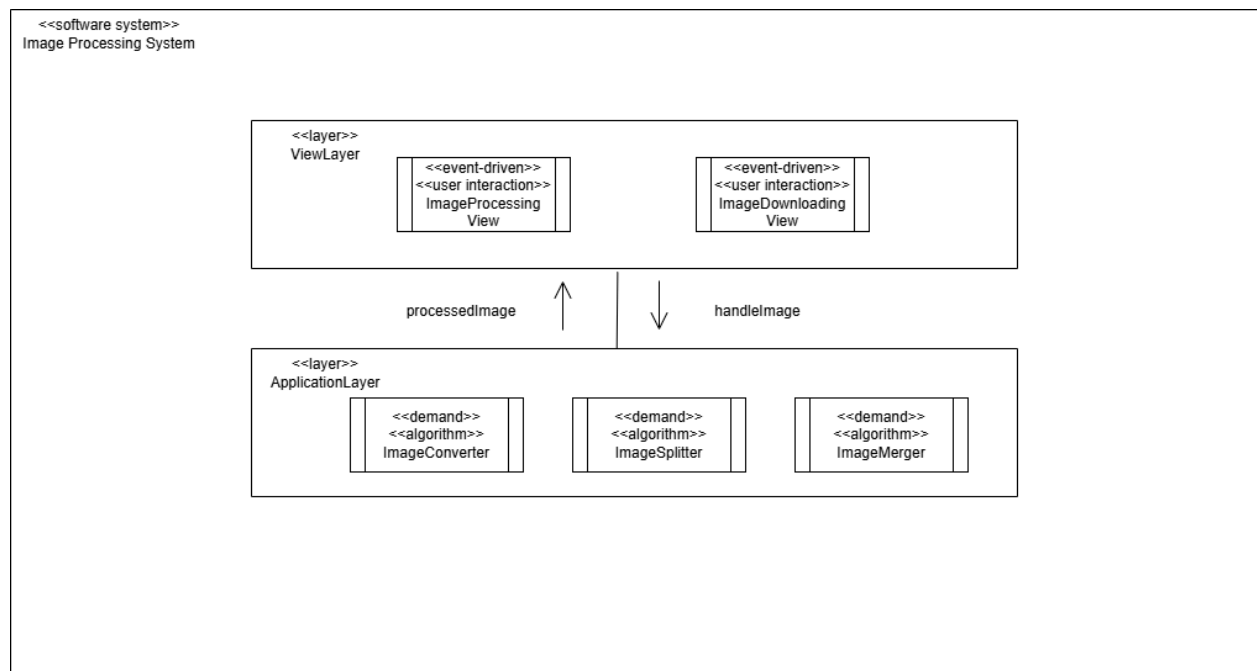 <<software system>>
Image Processing System
<<layer>>
ViewLayer
<<event-driven>>
<<user interaction>>
ImageProcessing
View
<<event-driven>>
<<user interaction>>
ImageDownloading
View
processedImage
handleImage
<<layer>>
ApplicationLayer
<<demand>>
<<algorithm>>
ImageConverter
<<demand>>
<<algorithm>>
ImageSplitter
<<demand>>
<<algorithm>>
ImageMerger